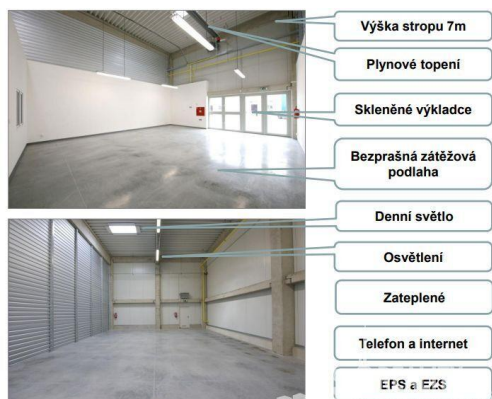 Výška stropu 7m
Plynové topení
Skleněné výkladce
Bezprašná zátěžová
podlaha
Denní světlo
Osvětlení
Zateplené
Telefon a internet
EPS a EZS